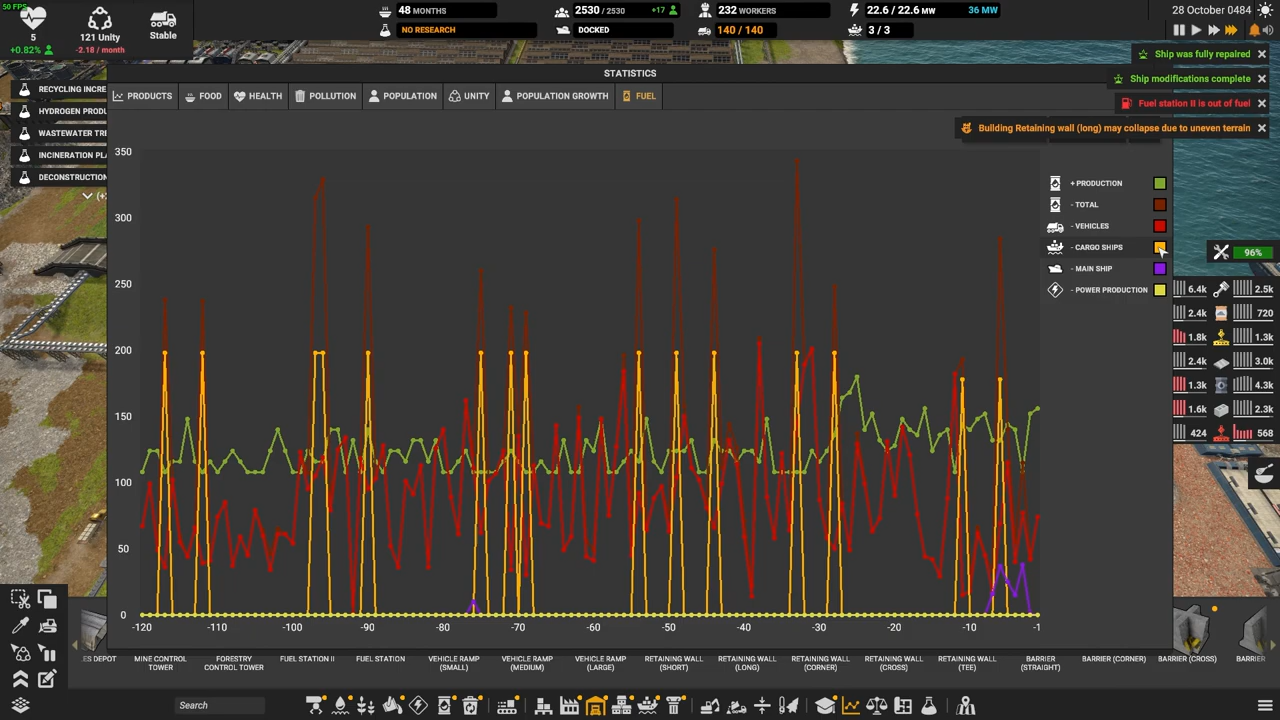 50 FPS
5
+0.82%
121 Unity
-2.18 / month
Stable
48 MONTHS
NO RESEARCH
2530 / 2530
+17
DOCKED
232 WORKERS
140 / 140
22.6 / 22.6 MW
36 MW
3 / 3
28 October 0484
Ship was fully repaired
Ship modifications complete
Fuel station II is out of fuel
Building Retaining wall (long) may collapse due to uneven terrain
RECYCLING INCRE
HYDROGEN PRODU
WASTEWATER TRE
INCINERATION PLA
DECONSTRUCTION
STATISTICS
PRODUCTS
FOOD
HEALTH
POLLUTION
POPULATION
UNITY
POPULATION GROWTH
FUEL
350
300
250
200
150
100
50
0
-120
-110
-100
-90
-80
-70
-60
-50
-40
-30
-20
-10
-1
+ PRODUCTION
- TOTAL
- VEHICLES
- CARGO SHIPS
- MAIN SHIP
- POWER PRODUCTION
96%
6.4k
2.5k
2.4k
720
1.8k
1.3k
2.4k
3.0k
1.3k
4.3k
1.6k
2.3k
424
568
ES DEPOT
MINE CONTROL
TOWER
FORESTRY
CONTROL TOWER
FUEL STATION II
FUEL STATION
VEHICLE RAMP
(SMALL)
VEHICLE RAMP
(MEDIUM)
VEHICLE RAMP
(LARGE)
RETAINING WALL
(SHORT)
RETAINING WALL
(LONG)
RETAINING WALL
(CORNER)
RETAINING WALL
(CROSS)
RETAINING WALL
(TEE)
BARRIER
(STRAIGHT)
BARRIER (CORNER)
BARRIER (CROSS)
BARRIER
Search